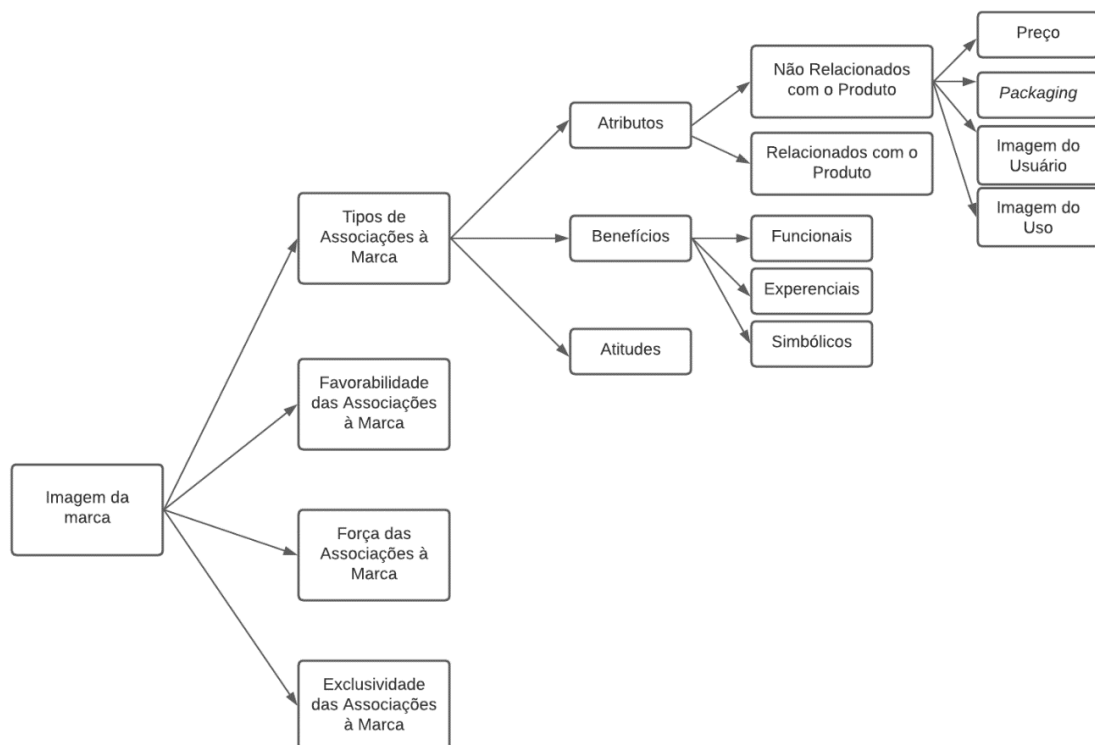 Imagem da
marca
Tipos de
Associações à
Marca
Favorabilidade
das Associações
à Marca
Força das
Associações à
Marca
Exclusividade
das Associações
à Marca
Atributos
Benefícios
Atitudes
Não Relacionados
com o Produto
Relacionados com o
Produto
Funcionais
Experenciais
Simbólicos
Preço
Packaging
Imagem do
Usuário
Imagem do
Uso